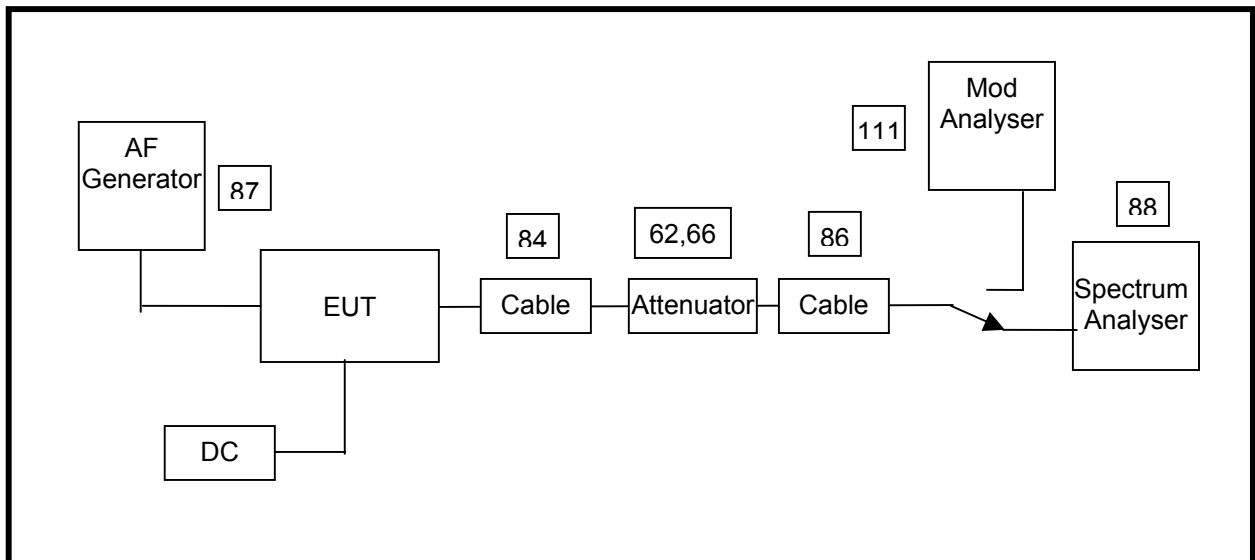 Mod
Analyser
111
AF
Generator
87
88
84
62,66
86
EUT
Cable
Attenuator
Cable
Spectrum
Analyser
DC